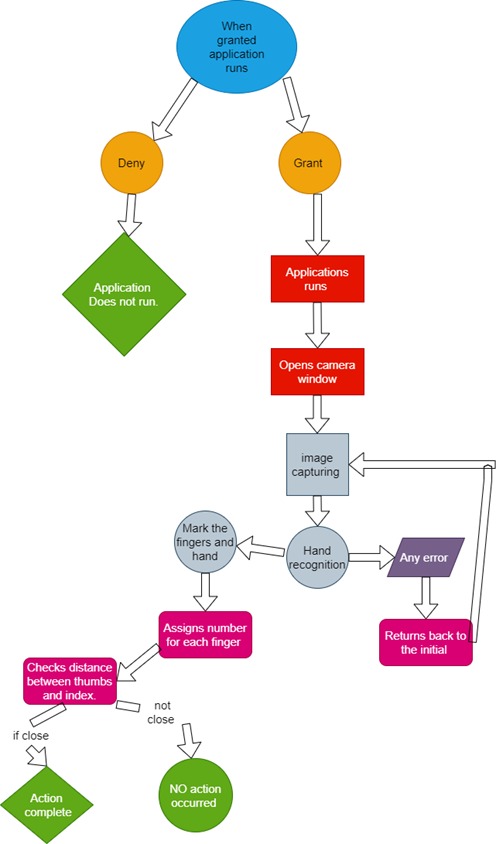 When
granted
application
runs
Deny
Grant
Application
Does not run.
Applications
runs
Opens camera
window
image
capturing
Mark the
fingers and
hand
Hand
recognition
Any error
Assigns number
for each finger
Returns back to
the initial
Checks distance
between thumbs
and index.
not
close
if close
Action
complete
NO action
occurred